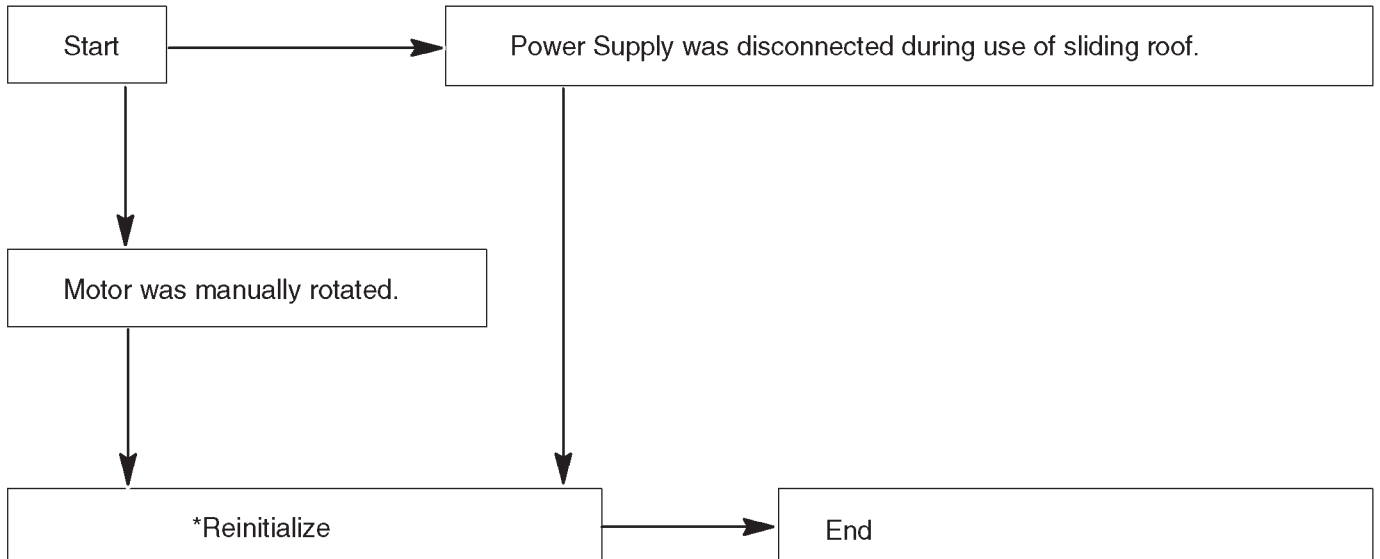 Start
Power Supply was disconnected during use of sliding roof.
Motor was manually rotated.
*Reinitialize
End